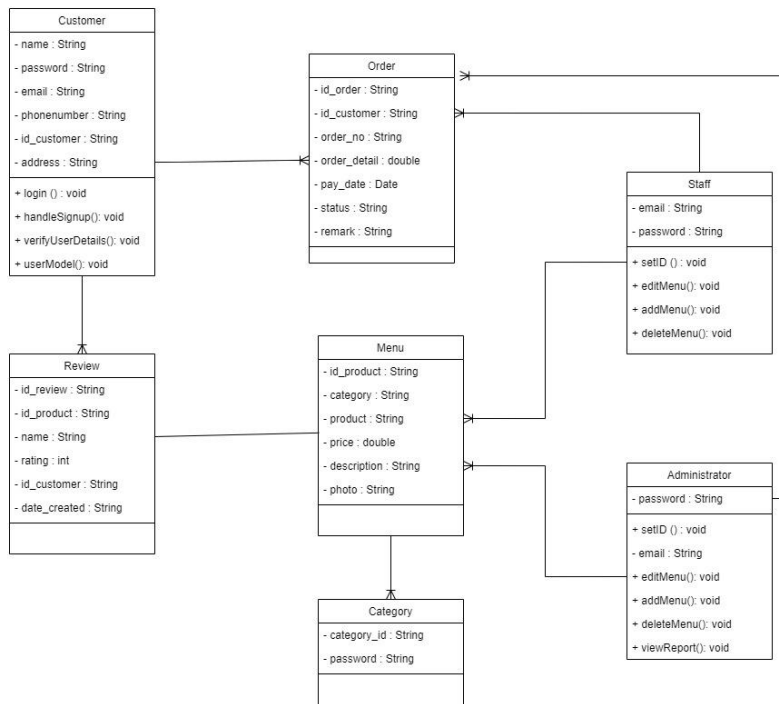 Customer
- name : String
- password : String
- email : String
- phonenumber : String
- id_customer : String
- address : String
+ login () : void
+ handleSignup(): void
+ verifyUserDetails(): void
+ userModel(): void
Order
- id_order : String
- id_customer : String
- order_no : String
- order_detail : double
- pay_date : Date
- status : String
- remark : String
Staff
- email : String
- password : String
+ setID () : void
+ editMenu(): void
+ addMenu(): void
+ deleteMenu(): void
Review
- id_review : String
- id_product : String
- name : String
- rating : int
- id_customer : String
- date_created : String
Menu
- id_product : String
- category : String
- product : String
- price : double
- description : String
- photo : String
Administrator
- password : String
+ setID () : void
- email : String
+ editMenu(): void
+ addMenu(): void
+ deleteMenu(): void
+ viewReport(): void
Category
- category_id : String
- password : String